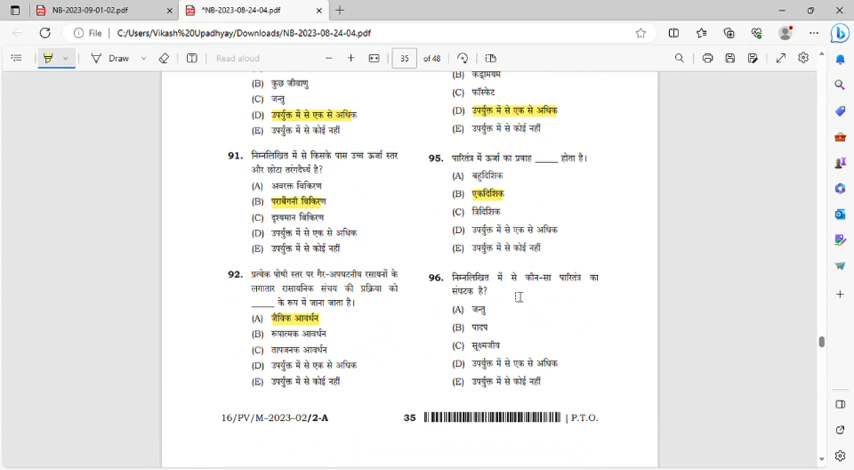 NB-2023-09-01-02.pdf
*NB-2023-08-24-04.pdf
File
C:/Users/Vikash%20Upadhyay/Downloads/NB-2023-08-24-04.pdf
Draw
Read aloud
35 of 48
(B) कुछ जीवाणु
(C) जन्तु
(D) उपर्युक्त में से एक से अधिक
(E) उपर्युक्त में से कोई नहीं
91. निम्नलिखित में से किसके पास उच्च ऊर्जा स्तर
और छोटा तरंगदैर्ध्य है?
(A) अवरक्त विकिरण
(B) पराबैंगनी विकिरण
(C) दृश्यमान विकिरण
(D) उपर्युक्त में से एक से अधिक
(E) उपर्युक्त में से कोई नहीं
92. प्रत्येक पोषी स्तर पर गैर-अपघटनीय रसायनों के
लगातार रासायनिक संचय की प्रक्रिया को
_____ के रूप में जाना जाता है।
(A) जैविक आवर्धन
(B) रूपात्मक आवर्धन
(C) तापजनक आवर्धन
(D) उपर्युक्त में से एक से अधिक
(E) उपर्युक्त में से कोई नहीं
(B) कैडमियम
(C) फॉस्फेट
(D) उपर्युक्त में से एक से अधिक
(E) उपर्युक्त में से कोई नहीं
95. पारितंत्र में ऊर्जा का प्रवाह _____ होता है।
(A) बहुदिशिक
(B) एकदिशिक
(C) त्रिदिशिक
(D) उपर्युक्त में से एक से अधिक
(E) उपर्युक्त में से कोई नहीं
96. निम्नलिखित में से कौन-सा पारितंत्र का
संघटक है?
(A) जन्तु
(B) पादप
(C) सूक्ष्मजीव
(D) उपर्युक्त में से एक से अधिक
(E) उपर्युक्त में से कोई नहीं
16/PV/M-2023-02/2-A
35
| P.T.O.